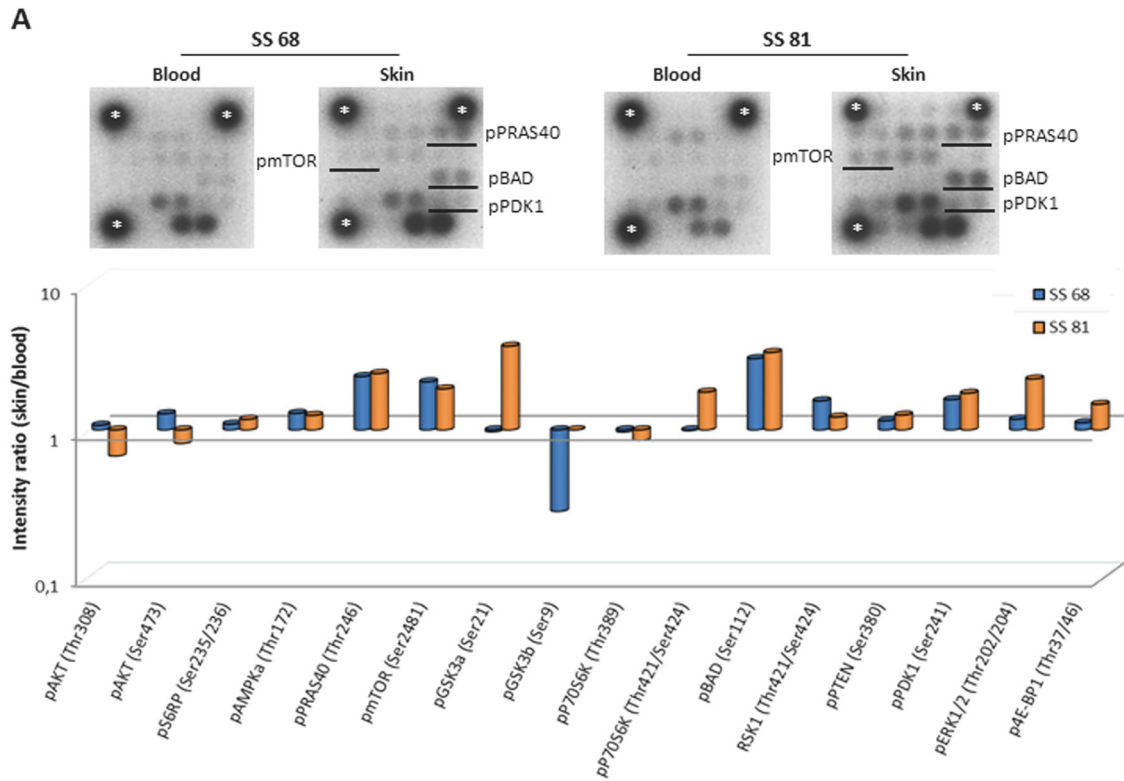 A
SS 68
SS 81
Blood
Skin
Blood
Skin
* *
* *
* *
* *
pPRAS40
pPRAS40
pmTOR
pmTOR
pBAD
pBAD
pPDK1
pPDK1
*
*
*
*
10
SS 68
SS 81
1
0,1
Intensity ratio (skin/blood)
pAKT (Thr308)
pAKT (Ser473)
pS6RP (Ser235/236)
pAMPKa (Thr172)
pPRAS40 (Thr246)
pmTOR (Ser2481)
pGSK3a (Ser21)
pGSK3b (Ser9)
pP70S6K (Thr389)
pP70S6K (Thr421/Ser424)
pBAD (Ser112)
RSK1 (Thr421/Ser424)
pPTEN (Ser380)
pPDK1 (Ser241)
pERK1/2 (Thr202/204)
p4E-BP1 (Thr37/46)